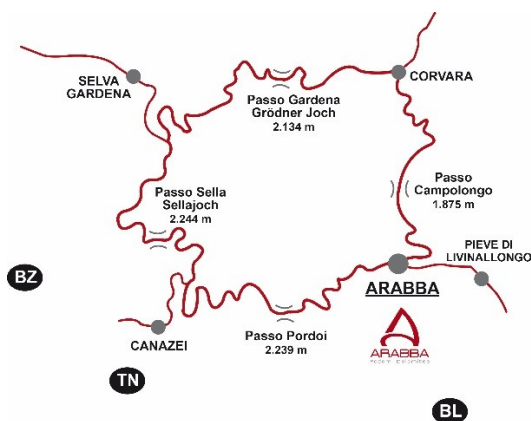 SELVA
GARDENA
CORVARA
Passo Gardena
Grödner Joch
2.134 m
Passo
Campolongo
1.875 m
Passo Sella
Sellajoch
2.244 m
PIEVE DI
LIVINALLONGO
BZ
ARABBA
Passo Pordoi
2.239 m
CANAZEI
ARABBA
TN
BL